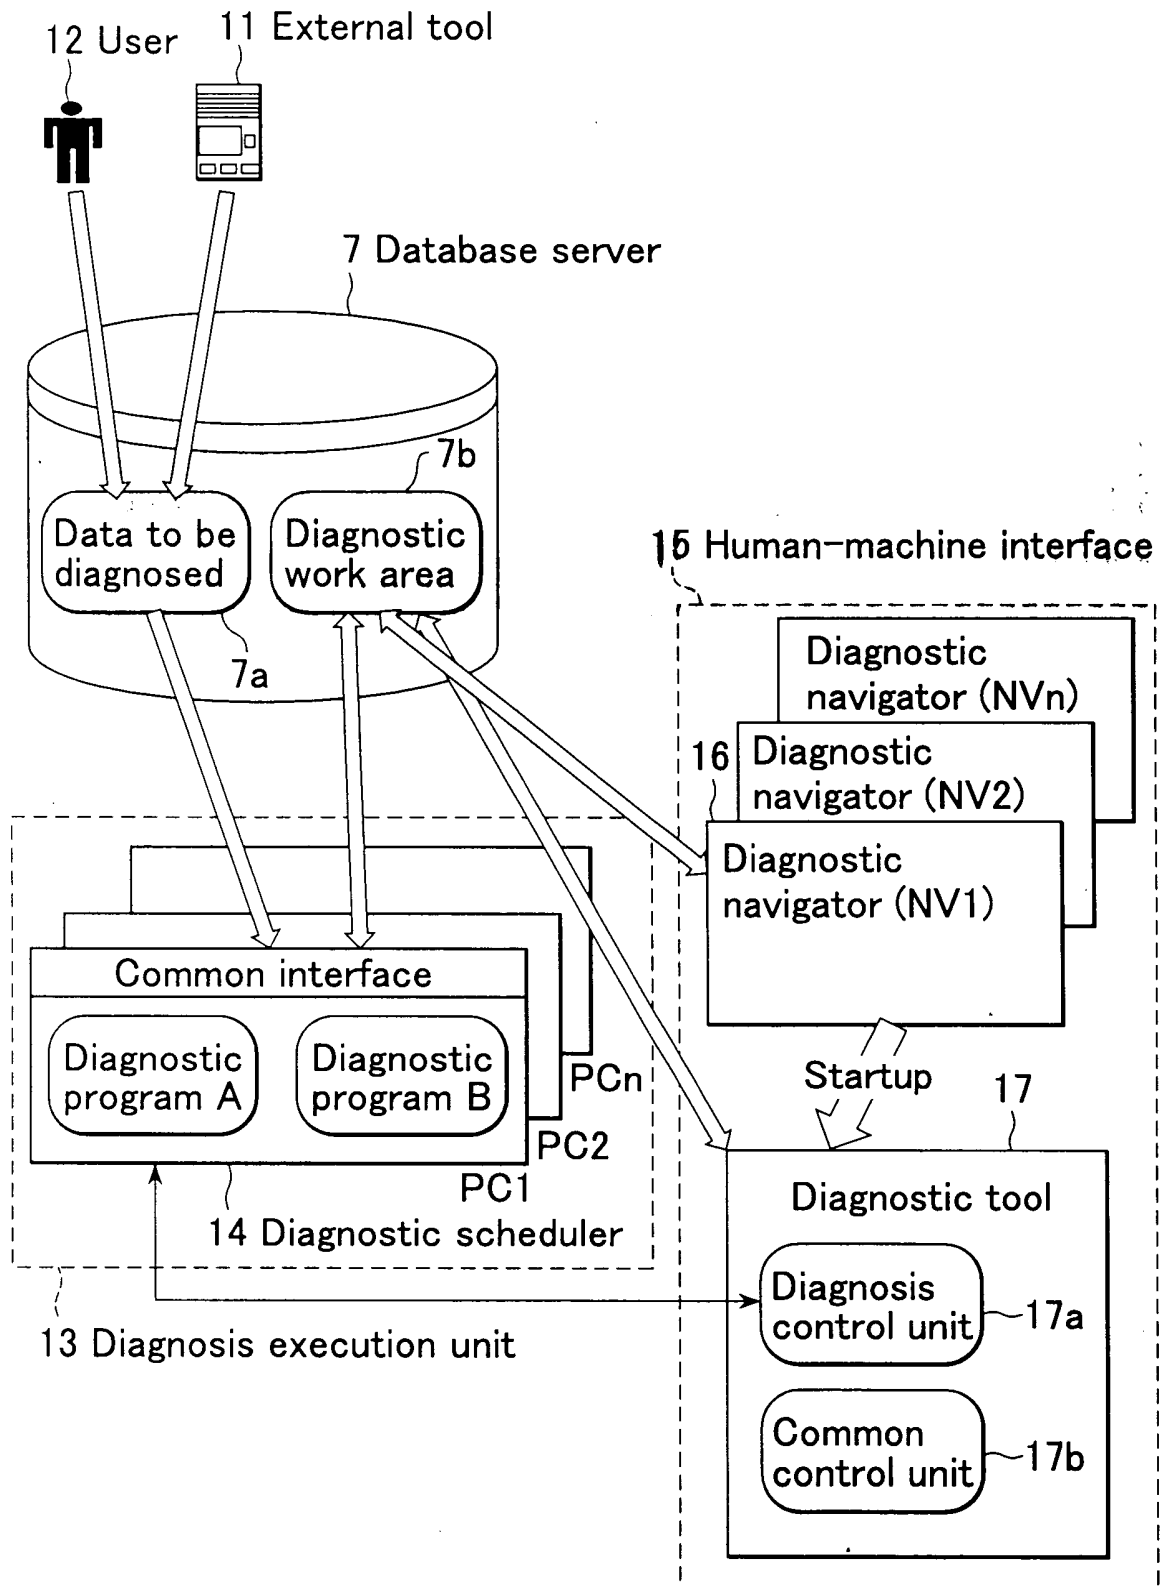 12 User
11 External tool
7 Database server
7b
Data to be
diagnosed
Diagnostic
work area
7a
15 Human-machine interface
Diagnostic
navigator (NVn)
Diagnostic
navigator (NV2)
16
Diagnostic
navigator (NV1)
Common interface
Diagnostic
program A
Diagnostic
program B
PCn
PC2
PC1
14 Diagnostic scheduler
13 Diagnosis execution unit
Startup
17
Diagnostic tool
Diagnosis
control unit
17a
Common
control unit
17b